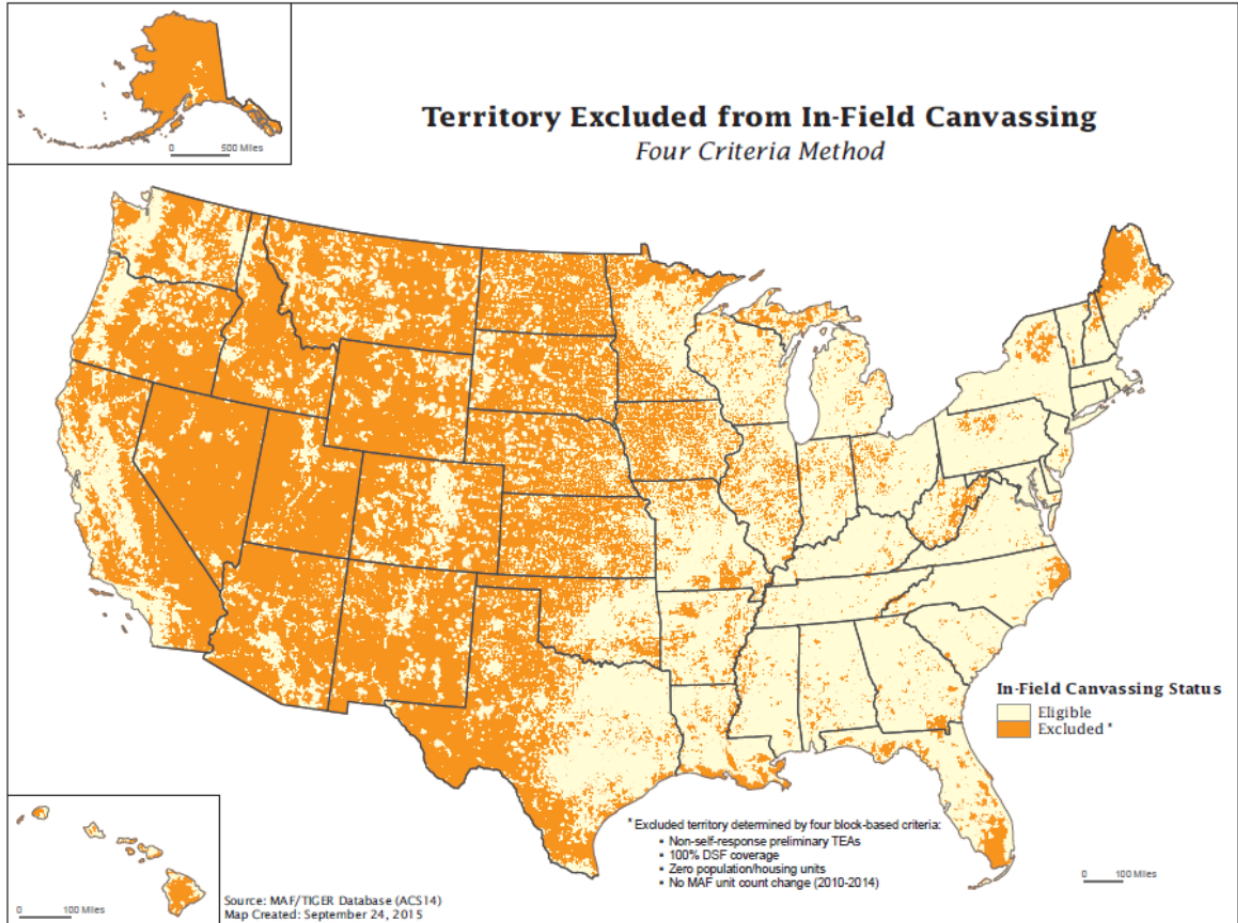 0 500 Miles
Territory Excluded from In-Field Canvassing
Four Criteria Method
In-Field Canvassing Status
Eligible
Excluded *
* Excluded territory determined by four block-based criteria:
▪ Non-self-response preliminary TEAs
▪ 100% DSF coverage
▪ Zero population/housing units
▪ No MAF unit count change (2010-2014)
0 100 Miles
0 100 Miles
Source: MAF/TIGER Database (ACS14)
Map Created: September 24, 2015